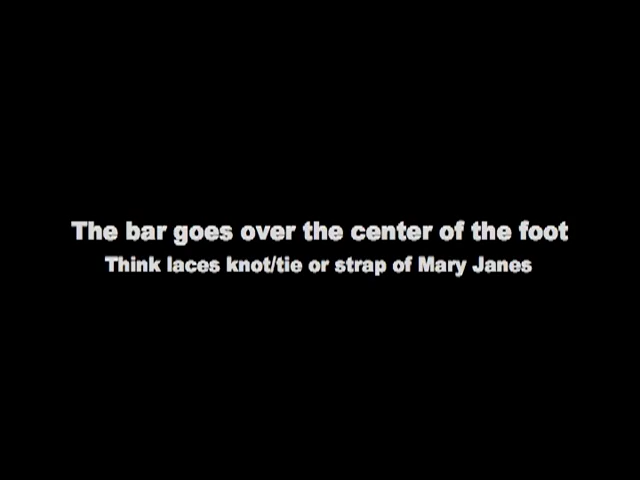 The bar goes over the center of the foot
Think laces knot/tie or strap of Mary Janes